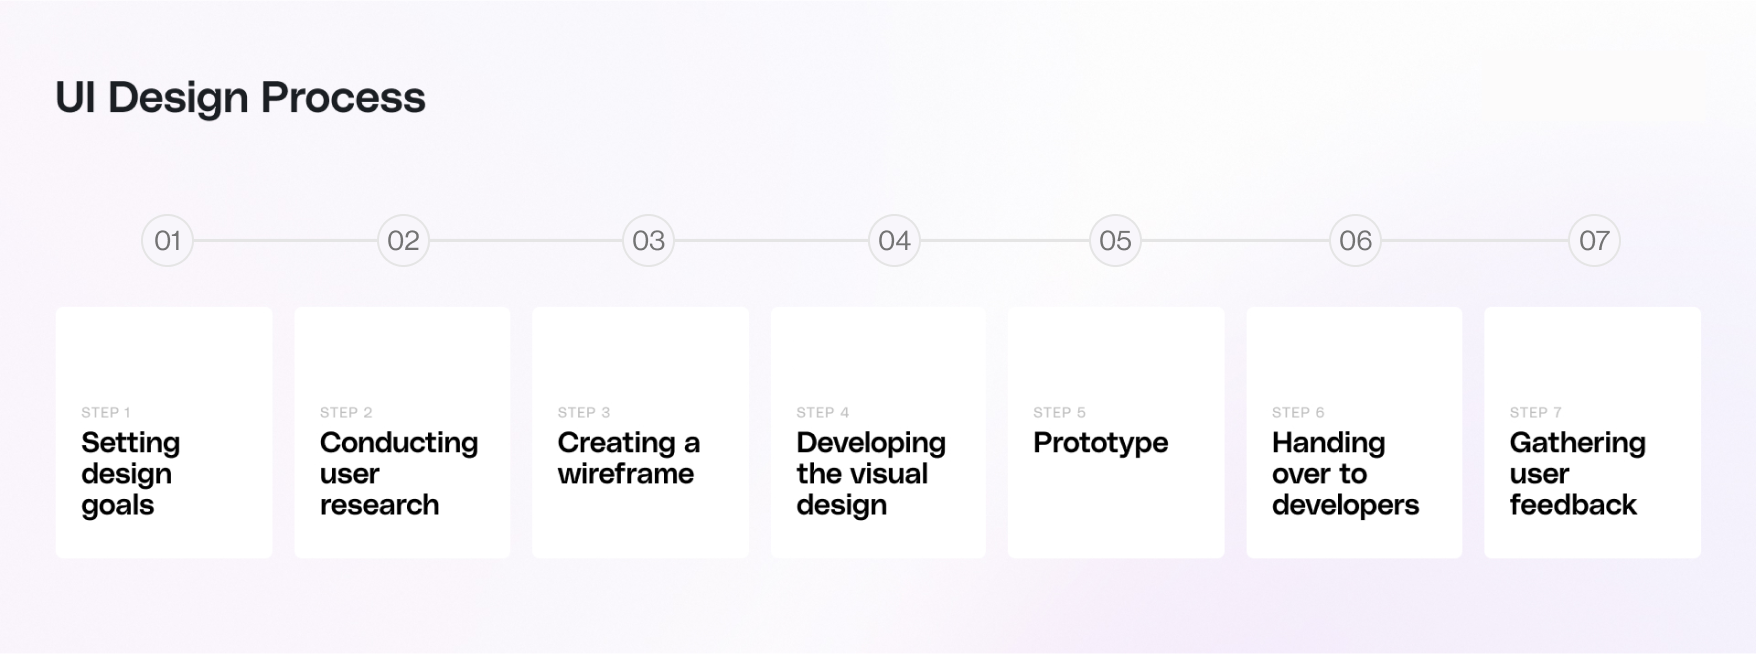 UI Design Process
01 02 03 04 05 06 07
STEP 1
Setting
design
goals
STEP 2
Conducting
user
research
STEP 3
Creating a
wireframe
STEP 4
Developing
the visual
design
STEP 5
Prototype
STEP 6
Handing
over to
developers
STEP 7
Gathering
user
feedback